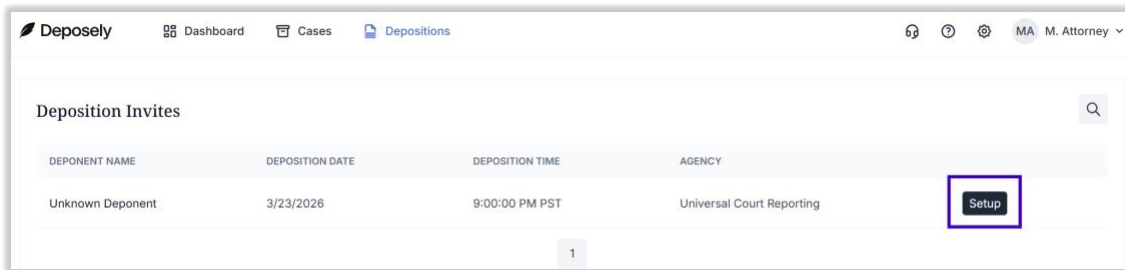 Deposely Dashboard Cases Depositions MA M. Attorney
Deposition Invites
DEPONENT NAME DEPOSITION DATE DEPOSITION TIME AGENCY
Unknown Deponent 3/23/2026 9:00:00 PM PST Universal Court Reporting Setup
1